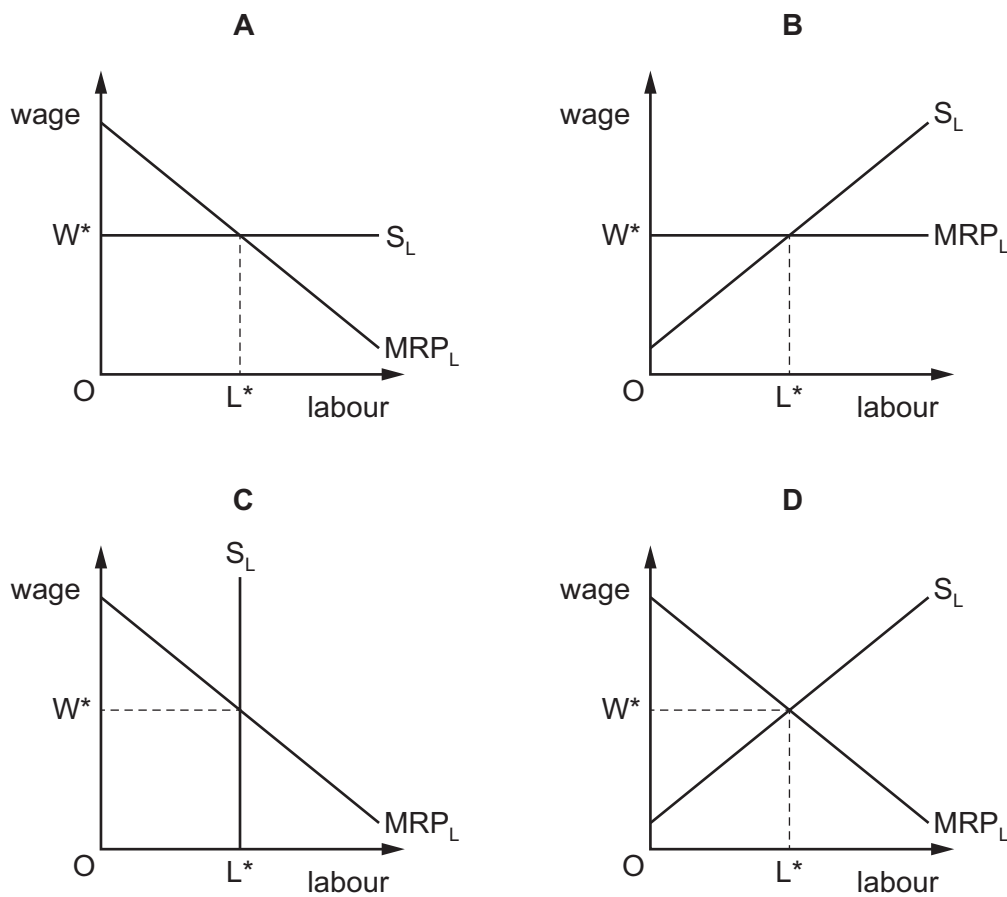 A
wage
W*
S_L
MRP_L
O
L*
labour
B
wage
S_L
W*
MRP_L
O
L*
labour
C
S_L
wage
W*
MRP_L
O
L*
labour
D
wage
S_L
W*
MRP_L
O
L*
labour